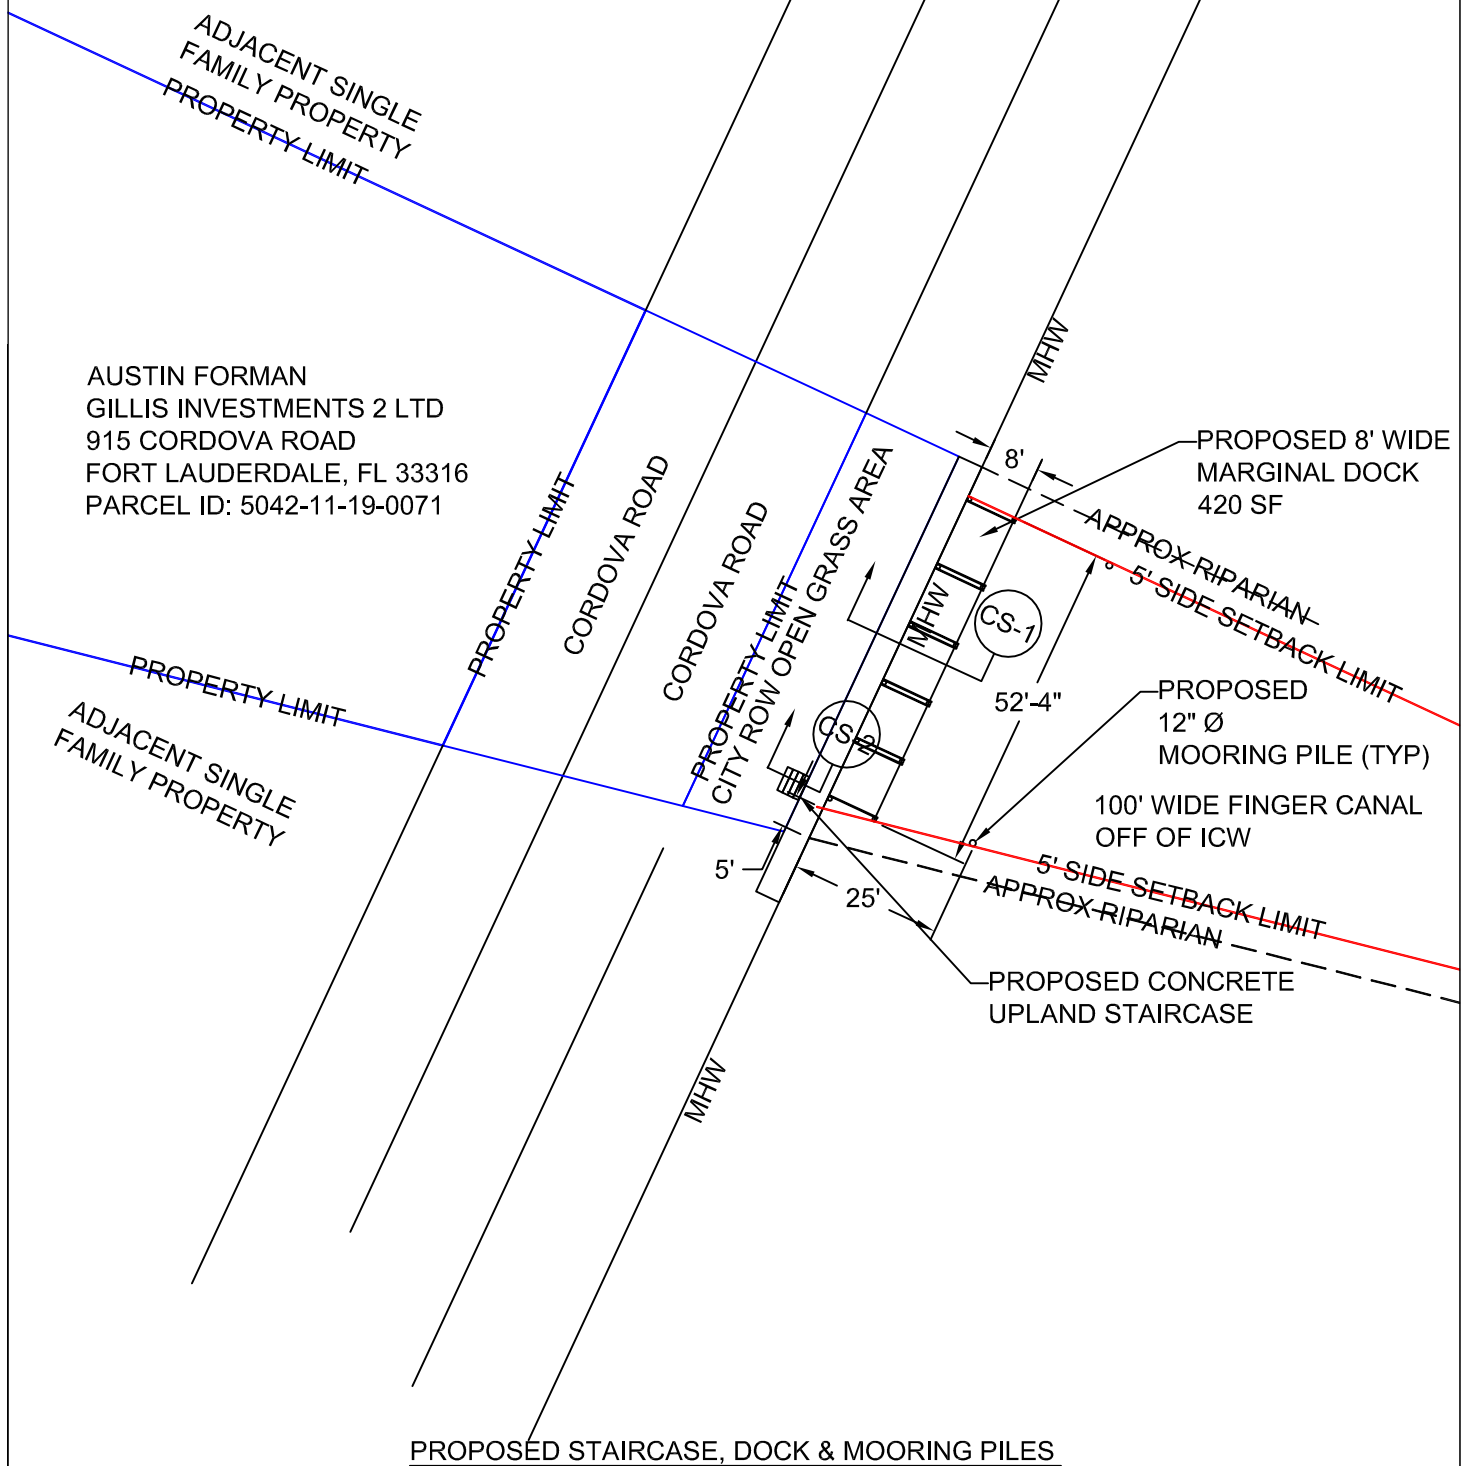 ADJACENT SINGLE
FAMILY PROPERTY
PROPERTY LIMIT
AUSTIN FORMAN
GILLIS INVESTMENTS 2 LTD
915 CORDOVA ROAD
FORT LAUDERDALE, FL 33316
PARCEL ID: 5042-11-19-0071
PROPERTY LIMIT
CORDOVA ROAD
CORDOVA ROAD
PROPERTY LIMIT
CITY ROW OPEN GRASS AREA
MHW
8'
PROPOSED 8' WIDE
MARGINAL DOCK
420 SF
APPROX RIPARIAN
5' SIDE SETBACK LIMIT
MHW
CS-1
CS-2
52'-4"
PROPOSED
12" Ø
MOORING PILE (TYP)
100' WIDE FINGER CANAL
OFF OF ICW
PROPERTY LIMIT
ADJACENT SINGLE
FAMILY PROPERTY
5'
25'
5' SIDE SETBACK LIMIT
APPROX RIPARIAN
PROPOSED CONCRETE
UPLAND STAIRCASE
MHW
PROPOSED STAIRCASE, DOCK & MOORING PILES